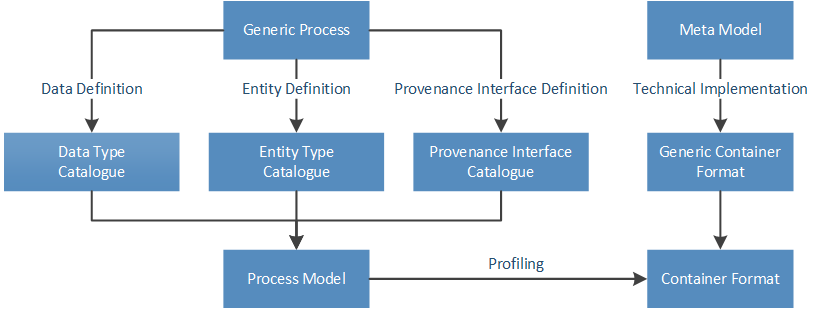 Generic Process
Meta Model
Data Definition
Entity Definition
Provenance Interface Definition
Technical Implementation
Data Type
Catalogue
Entity Type
Catalogue
Provenance Interface
Catalogue
Generic Container
Format
Process Model
Profiling
Container Format